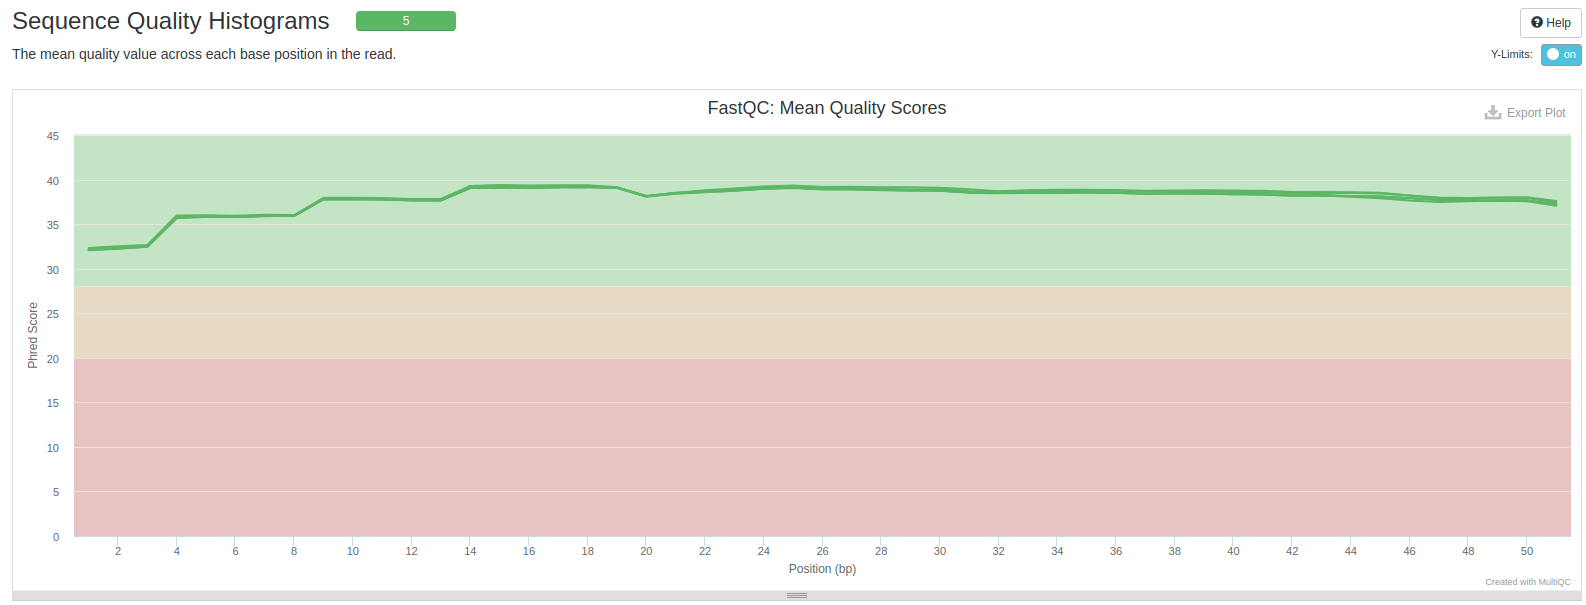 Sequence Quality Histograms 5
Help
The mean quality value across each base position in the read.
Y-Limits: on
FastQC: Mean Quality Scores
Export Plot
45
40
35
30
25
20
15
10
5
0
Phred Score
2 4 6 8 10 12 14 16 18 20 22 24 26 28 30 32 34 36 38 40 42 44 46 48 50
Position (bp)
Created with MultiQC